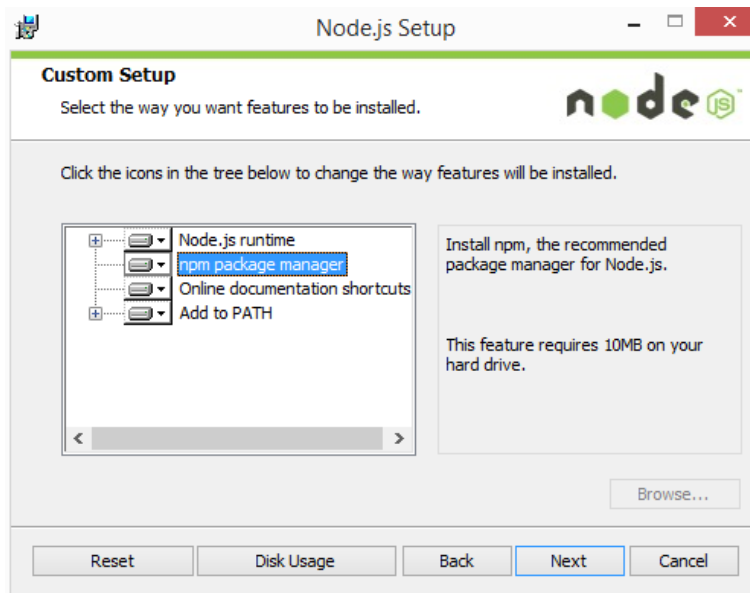 Node.js Setup
Custom Setup
Select the way you want features to be installed.
node JS™
Click the icons in the tree below to change the way features will be installed.
Node.js runtime
npm package manager
Online documentation shortcuts
Add to PATH
Install npm, the recommended
package manager for Node.js.
This feature requires 10MB on your
hard drive.
Browse...
Reset
Disk Usage
Back
Next
Cancel